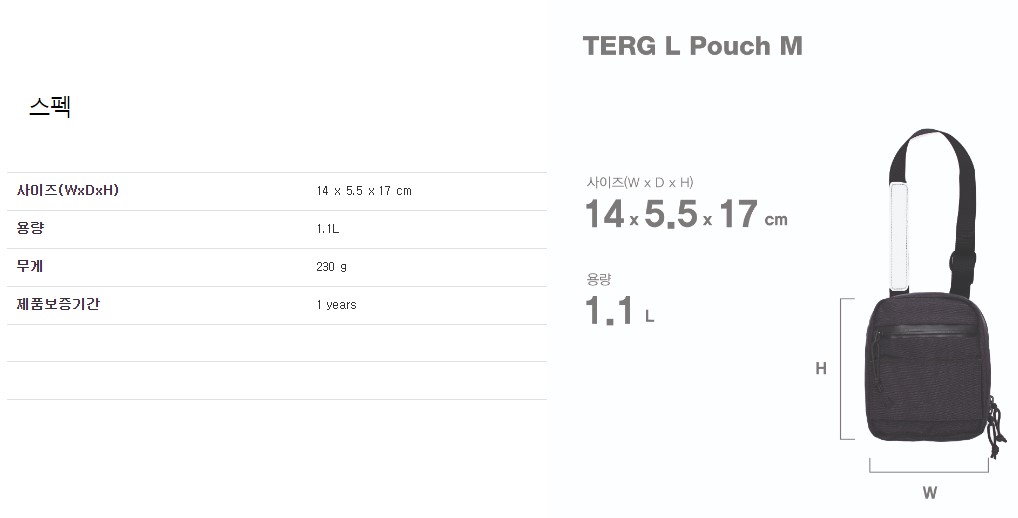 스펙
사이즈(WxDxH) 14 x 5.5 x 17 cm
용량 1.1L
무게 230 g
제품보증기간 1 years
TERG L Pouch M
사이즈(W x D x H)
14 x 5.5 x 17 cm
용량
1.1 L
H
W